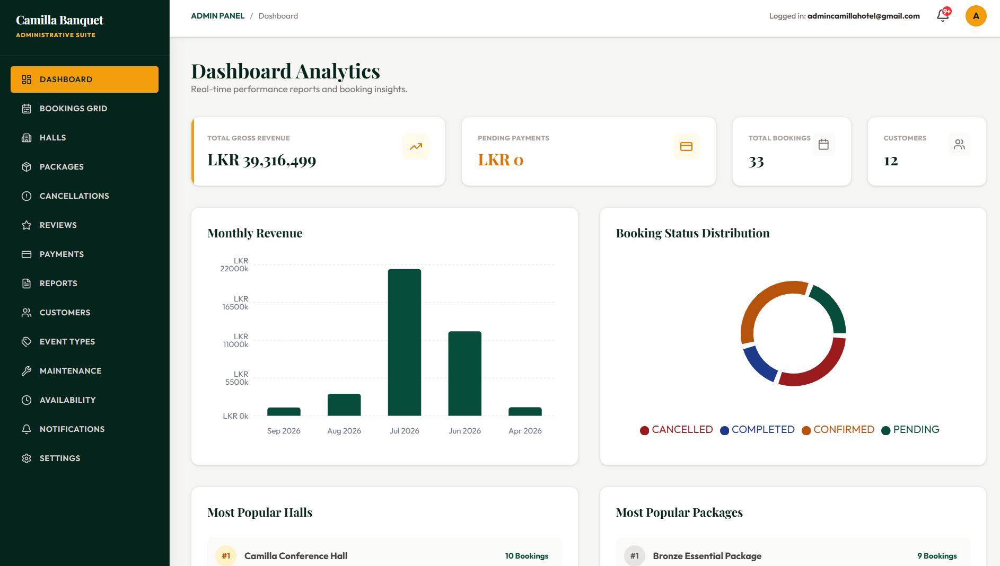 Camilla Banquet
ADMINISTRATIVE SUITE
DASHBOARD
BOOKINGS GRID
HALLS
PACKAGES
CANCELLATIONS
REVIEWS
PAYMENTS
REPORTS
CUSTOMERS
EVENT TYPES
MAINTENANCE
AVAILABILITY
NOTIFICATIONS
SETTINGS
ADMIN PANEL / Dashboard
Logged in: admincamillahotel@gmail.com
9+
A
Dashboard Analytics
Real-time performance reports and booking insights.
TOTAL GROSS REVENUE
LKR 39,316,499
PENDING PAYMENTS
LKR 0
TOTAL BOOKINGS
33
CUSTOMERS
12
Monthly Revenue
LKR
22000k
LKR
16500k
LKR
11000k
LKR
5500k
LKR 0k
Sep 2026 Aug 2026 Jul 2026 Jun 2026 Apr 2026
Booking Status Distribution
CANCELLED COMPLETED CONFIRMED PENDING
Most Popular Halls
#1 Camilla Conference Hall 10 Bookings
Most Popular Packages
#1 Bronze Essential Package 9 Bookings